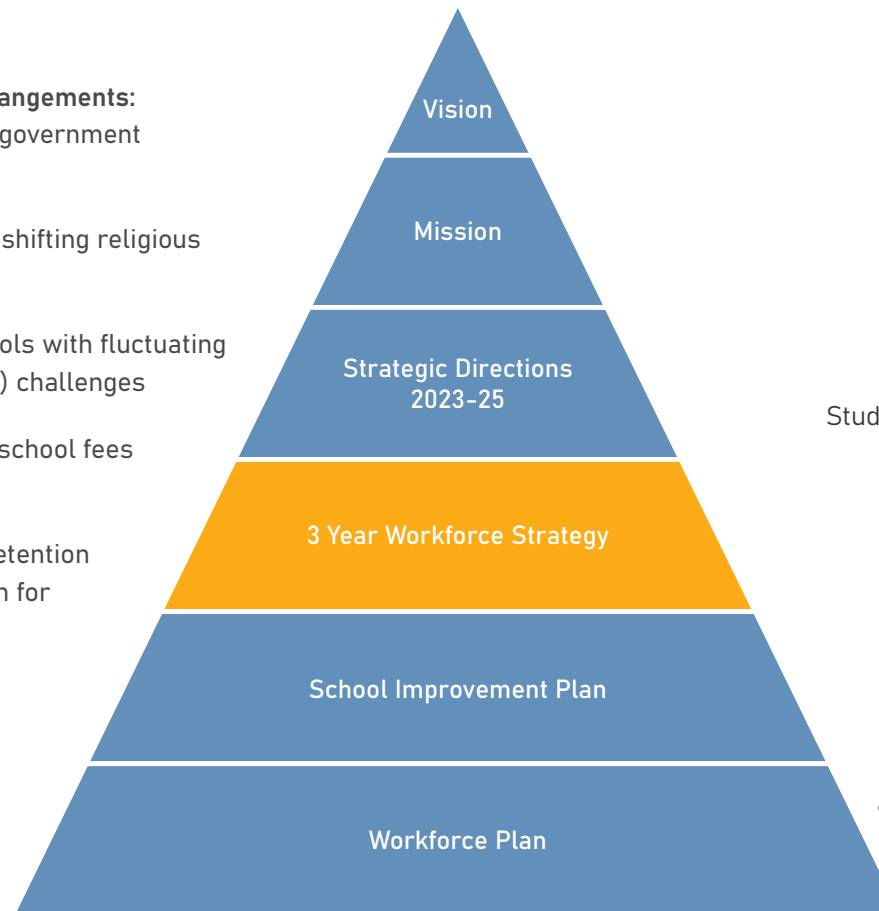 angements:
government
shifting religious
ols with fluctuating
) challenges
school fees
etention
n for
Vision
Mission
Strategic Directions
2023-25
3 Year Workforce Strategy
School Improvement Plan
Workforce Plan
Stud